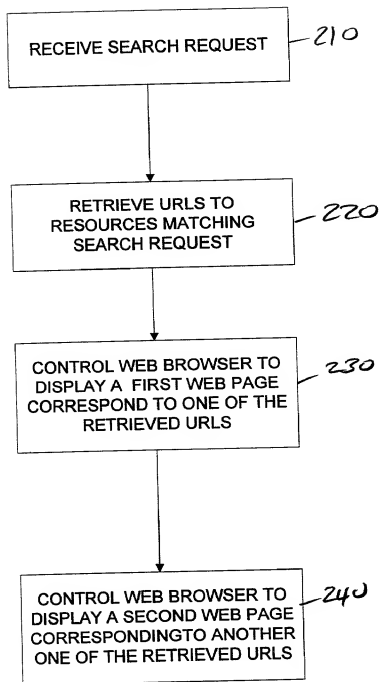 RECEIVE SEARCH REQUEST
210
RETRIEVE URLS TO
RESOURCES MATCHING
SEARCH REQUEST
220
CONTROL WEB BROWSER TO
DISPLAY A FIRST WEB PAGE
CORRESPOND TO ONE OF THE
RETRIEVED URLS
230
CONTROL WEB BROWSER TO
DISPLAY A SECOND WEB PAGE
CORRESPONDINGTO ANOTHER
ONE OF THE RETRIEVED URLS
240